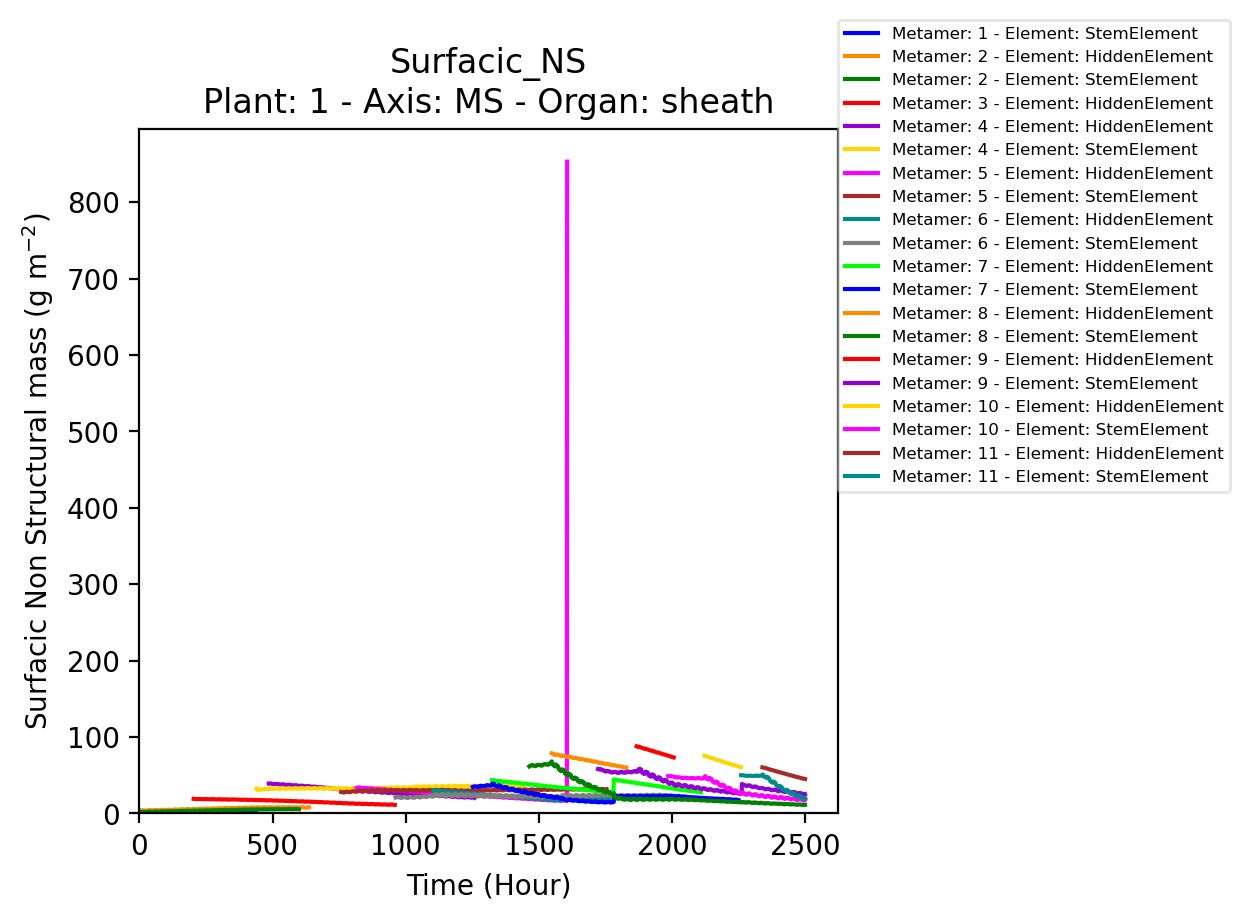 Surfacic_NS
Plant: 1 - Axis: MS - Organ: sheath
Surfacic Non Structural mass (g m⁻²)
800
700
600
500
400
300
200
100
0
0 500 1000 1500 2000 2500
Time (Hour)
Metamer: 1 - Element: StemElement
Metamer: 2 - Element: HiddenElement
Metamer: 2 - Element: StemElement
Metamer: 3 - Element: HiddenElement
Metamer: 4 - Element: HiddenElement
Metamer: 4 - Element: StemElement
Metamer: 5 - Element: HiddenElement
Metamer: 5 - Element: StemElement
Metamer: 6 - Element: HiddenElement
Metamer: 6 - Element: StemElement
Metamer: 7 - Element: HiddenElement
Metamer: 7 - Element: StemElement
Metamer: 8 - Element: HiddenElement
Metamer: 8 - Element: StemElement
Metamer: 9 - Element: HiddenElement
Metamer: 9 - Element: StemElement
Metamer: 10 - Element: HiddenElement
Metamer: 10 - Element: StemElement
Metamer: 11 - Element: HiddenElement
Metamer: 11 - Element: StemElement